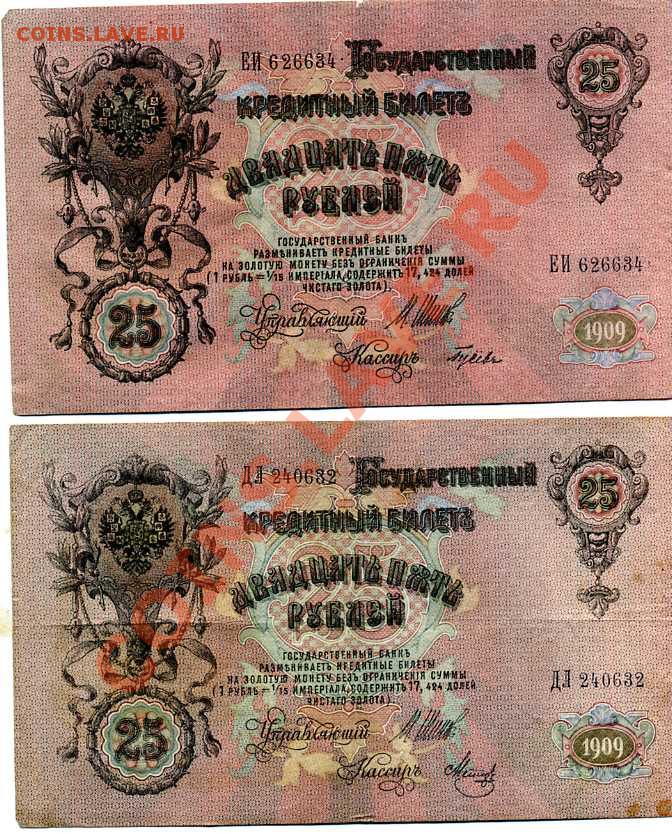 COINS.LAVE.RU
ЕИ 626634 Государственный
25
Кредитный Билетъ
Двадцать пять
рублей
ГОСУДАРСТВЕННЫЙ БАНКЪ
РАЗМѢНИВАЕТЪ КРЕДИТНЫЕ БИЛЕТЫ
НА ЗОЛОТУЮ МОНЕТУ БЕЗЪ ОГРАНИЧЕНІЯ СУММЫ
(1 РУБЛЬ = 1/15 ИМПЕРІАЛА, СОДЕРЖИТЪ 17,424 ДОЛЕЙ
ЧИСТАГО ЗОЛОТА).
ЕИ 626634
25
Управляющій
Кассиръ
1909
ДЛ 240632 Государственный
25
Кредитный Билетъ
Двадцать пять
рублей
ГОСУДАРСТВЕННЫЙ БАНКЪ
РАЗМѢНИВАЕТЪ КРЕДИТНЫЕ БИЛЕТЫ
НА ЗОЛОТУЮ МОНЕТУ БЕЗЪ ОГРАНИЧЕНІЯ СУММЫ
(1 РУБЛЬ = 1/15 ИМПЕРІАЛА, СОДЕРЖИТЪ 17,424 ДОЛЕЙ
ЧИСТАГО ЗОЛОТА).
ДЛ 240632
25
Управляющій
Кассиръ
1909
COINS.LAVE.RU